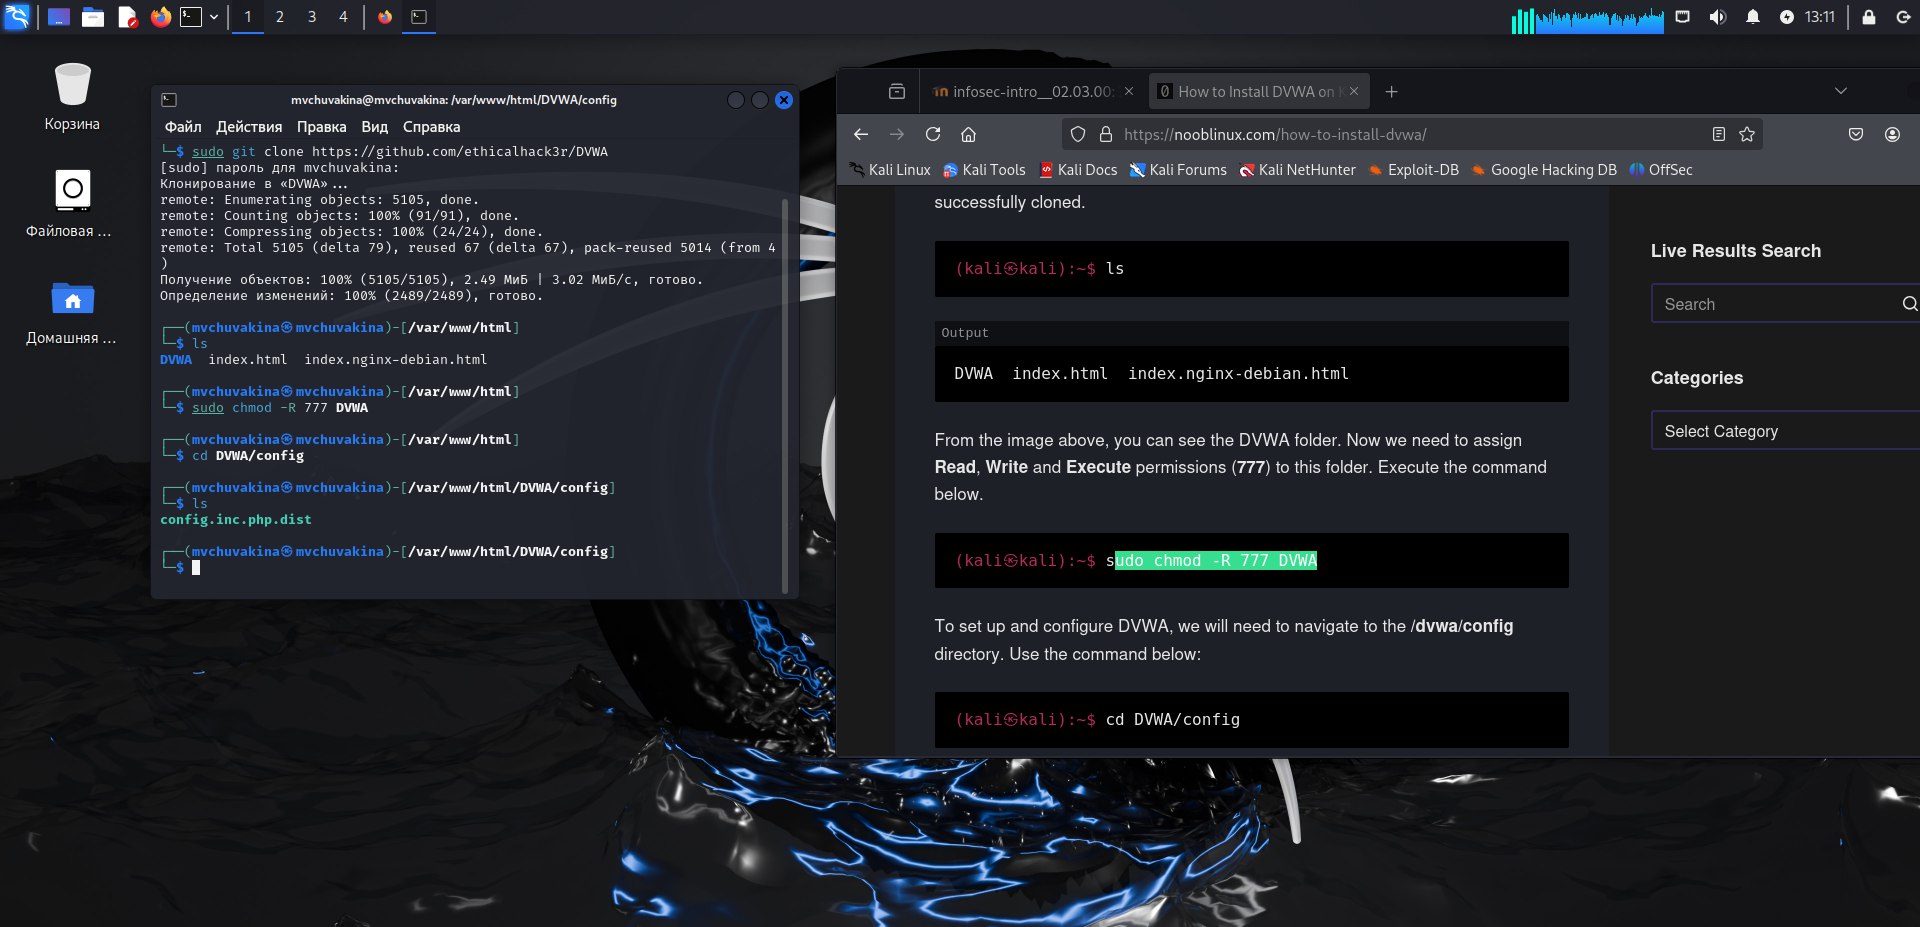 1 2 3 4
13:11
Корзина
Файловая ...
Домашняя ...
mvchuvakina@mvchuvakina: /var/www/html/DVWA/config
Файл Действия Правка Вид Справка
└─$ sudo git clone https://github.com/ethicalhack3r/DVWA
[sudo] пароль для mvchuvakina:
Клонирование в «DVWA»...
remote: Enumerating objects: 5105, done.
remote: Counting objects: 100% (91/91), done.
remote: Compressing objects: 100% (24/24), done.
remote: Total 5105 (delta 79), reused 67 (delta 67), pack-reused 5014 (from 4
)
Получение объектов: 100% (5105/5105), 2.49 МиБ | 3.02 МиБ/с, готово.
Определение изменений: 100% (2489/2489), готово.
┌──(mvchuvakina㉿mvchuvakina)-[/var/www/html]
└─$ ls
DVWA index.html index.nginx-debian.html
┌──(mvchuvakina㉿mvchuvakina)-[/var/www/html]
└─$ sudo chmod -R 777 DVWA
┌──(mvchuvakina㉿mvchuvakina)-[/var/www/html]
└─$ cd DVWA/config
┌──(mvchuvakina㉿mvchuvakina)-[/var/www/html/DVWA/config]
└─$ ls
config.inc.php.dist
┌──(mvchuvakina㉿mvchuvakina)-[/var/www/html/DVWA/config]
└─$
infosec-intro__02.03.00: How to Install DVWA on
https://nooblinux.com/how-to-install-dvwa/
Kali Linux Kali Tools Kali Docs Kali Forums Kali NetHunter Exploit-DB Google Hacking DB OffSec
successfully cloned.
(kali㉿kali):~$ ls
Output
DVWA index.html index.nginx-debian.html
From the image above, you can see the DVWA folder. Now we need to assign
Read, Write and Execute permissions (777) to this folder. Execute the command
below.
(kali㉿kali):~$ sudo chmod -R 777 DVWA
To set up and configure DVWA, we will need to navigate to the /dvwa/config
directory. Use the command below:
(kali㉿kali):~$ cd DVWA/config
Live Results Search
Search
Categories
Select Category